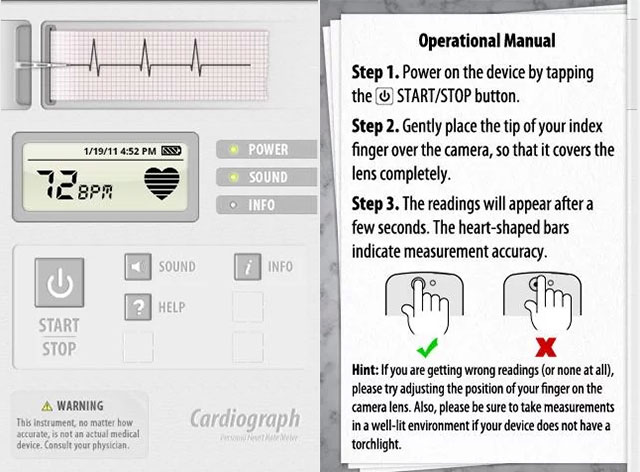 1/19/11 4:52 PM
72 BPM
POWER
SOUND
INFO
START
STOP
SOUND
INFO
HELP
WARNING
This instrument, no matter how
accurate, is not an actual medical
device. Consult your physician.
Cardiograph
Personal Heart Rate Meter
Operational Manual
Step 1. Power on the device by tapping
the START/STOP button.
Step 2. Gently place the tip of your index
finger over the camera, so that it covers the
lens completely.
Step 3. The readings will appear after a
few seconds. The heart-shaped bars
indicate measurement accuracy.
Hint: If you are getting wrong readings (or none at all),
please try adjusting the position of your finger on the
camera lens. Also, please be sure to take measurements
in a well-lit environment if your device does not have a
torchlight.